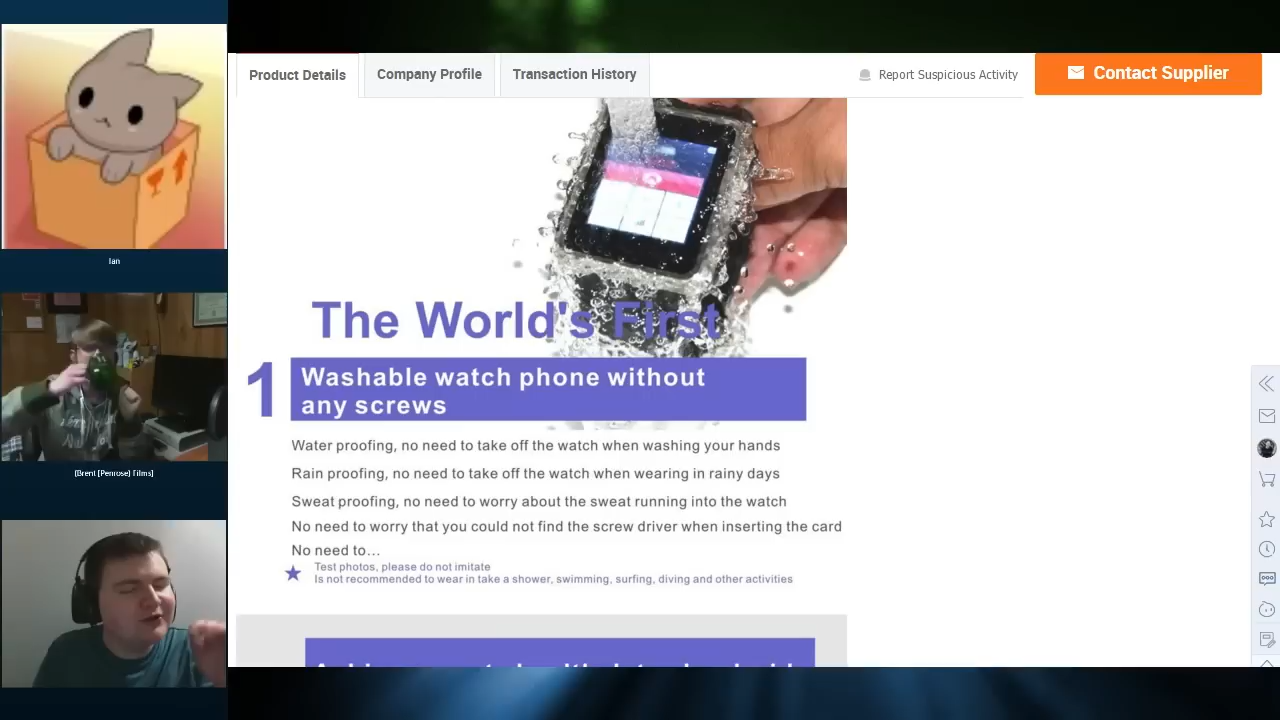 Product Details
Company Profile
Transaction History
Report Suspicious Activity
Contact Supplier
Ian
[Brent [Penrose] Films]
The World's First
1
Washable watch phone without
any screws
Water proofing, no need to take off the watch when washing your hands
Rain proofing, no need to take off the watch when wearing in rainy days
Sweat proofing, no need to worry about the sweat running into the watch
No need to worry that you could not find the screw driver when inserting the card
No need to…
Test photos, please do not imitate
Is not recommended to wear in take a shower, swimming, surfing, diving and other activities